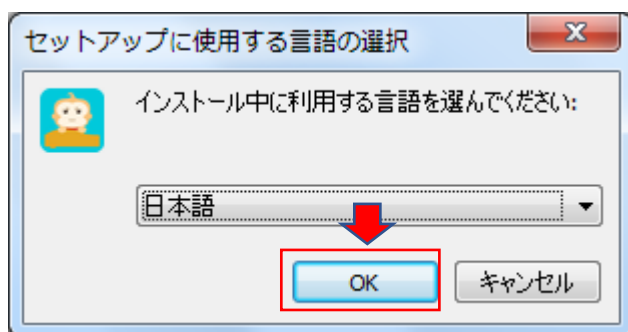 セットアップに使用する言語の選択
インストール中に利用する言語を選んでください:
日本語
OK キャンセル